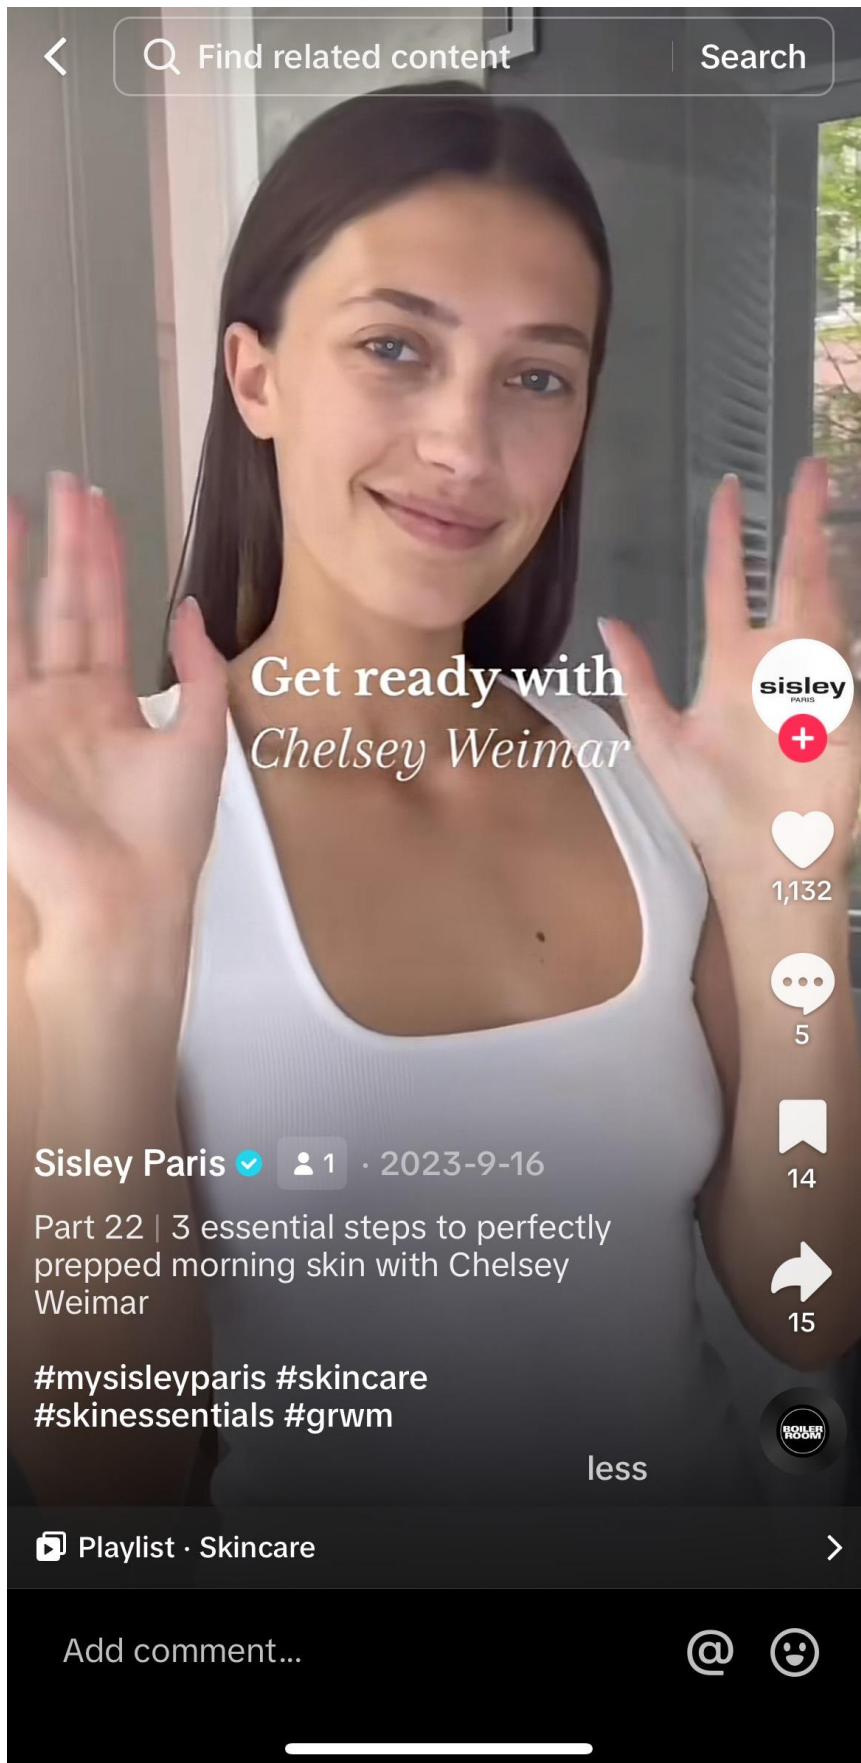 Find related content
Search
Get ready with
Chelsey Weimar
sisley
PARIS
1,132
5
14
15
BOILER
ROOM
Sisley Paris 1 · 2023-9-16
Part 22 | 3 essential steps to perfectly
prepped morning skin with Chelsey
Weimar
#mysisleyparis #skincare
#skinessentials #grwm
less
Playlist · Skincare
Add comment...
@